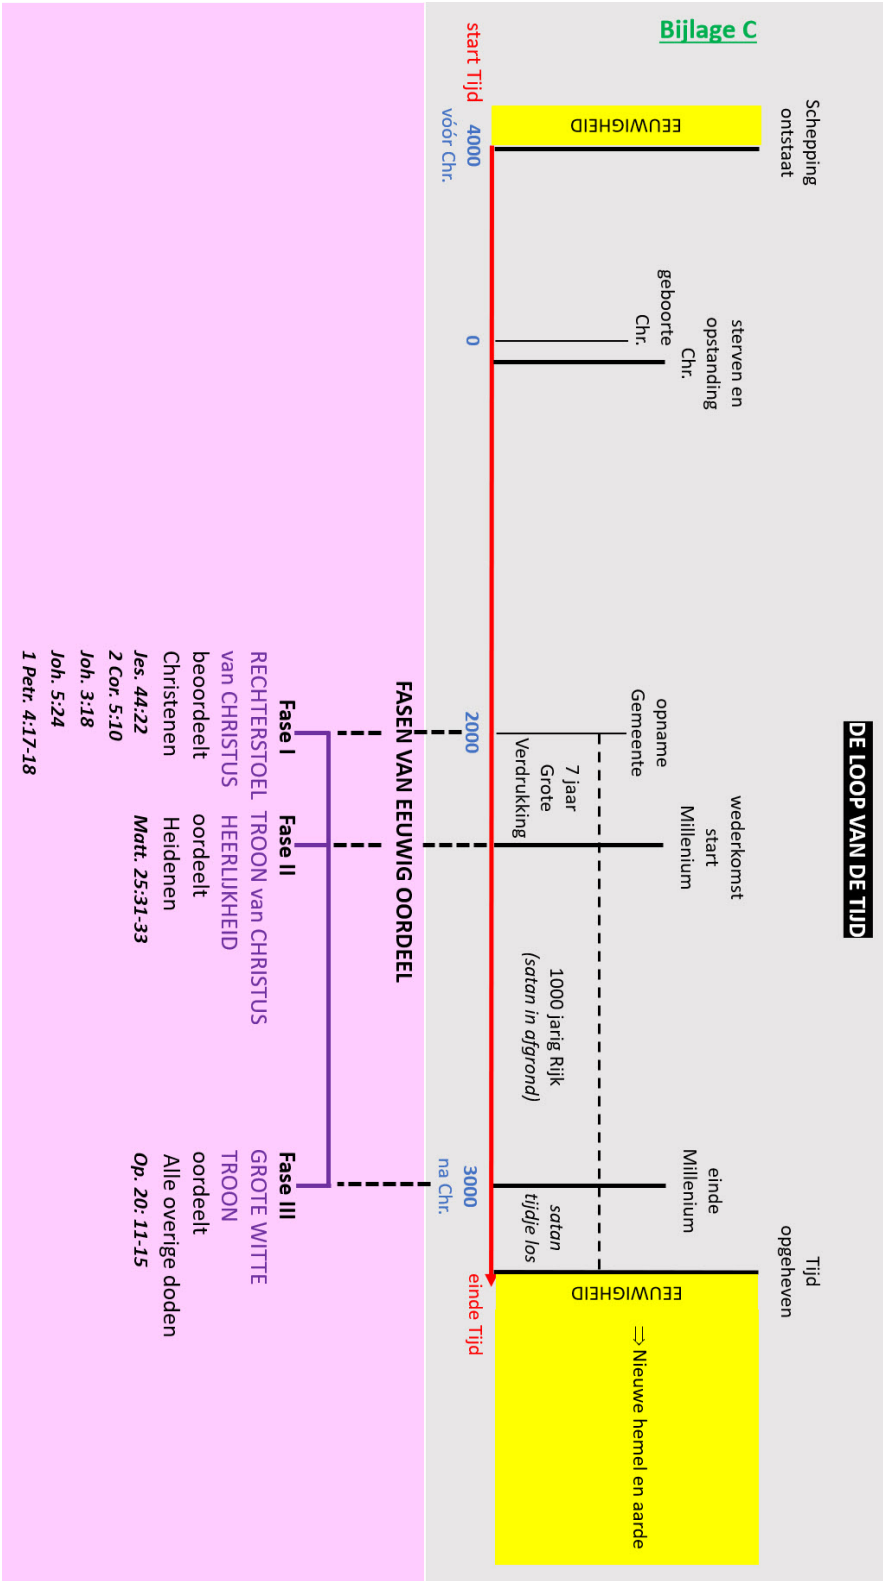 Bijlage C
DE LOOP VAN DE TIJD
Schepping
ontstaat
EEUWIGHEID
start Tijd
4000
vóór Chr.
geboorte
Chr.
0
sterven en
opstanding
Chr.
opname
Gemeente
2000
7 jaar
Grote
Verdrukking
wederkomst
start
Millenium
1000 jarig Rijk
(satan in afgrond)
einde
Millenium
3000
na Chr.
satan
tijdje los
Tijd
opgeheven
EEUWIGHEID
einde Tijd
⇒ Nieuwe hemel en aarde
FASEN VAN EEUWIG OORDEEL
Fase I
RECHTERSTOEL
van CHRISTUS
beoordeelt
Christenen
Jes. 44:22
2 Cor. 5:10
Joh. 3:18
Joh. 5:24
1 Petr. 4:17-18
Fase II
TROON van CHRISTUS
HEERLIJKHEID
oordeelt
Heidenen
Matt. 25:31-33
Fase III
GROTE WITTE
TROON
oordeelt
Alle overige doden
Op. 20: 11-15